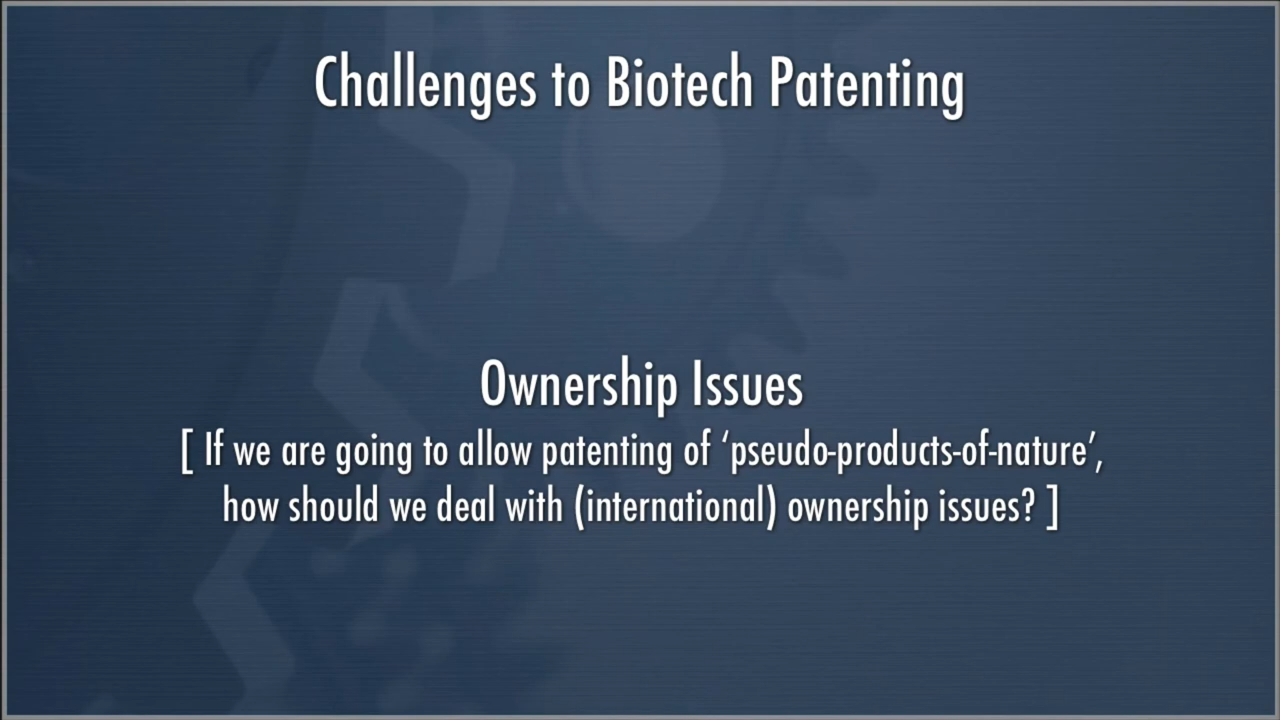 Challenges to Biotech Patenting
Ownership Issues
[ If we are going to allow patenting of ‘pseudo-products-of-nature’,
how should we deal with (international) ownership issues? ]